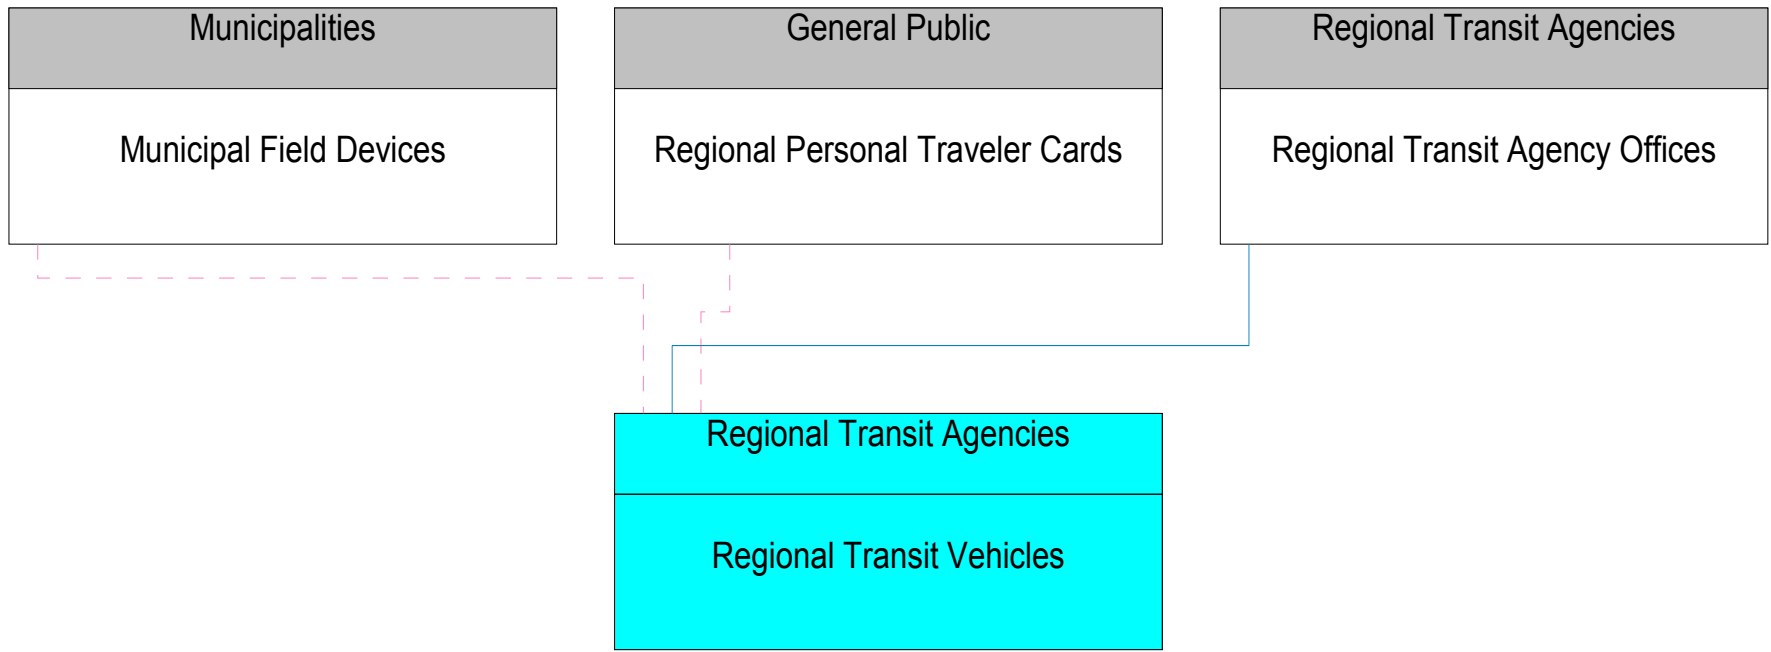 Municipalities
Municipal Field Devices
General Public
Regional Personal Traveler Cards
Regional Transit Agencies
Regional Transit Agency Offices
Regional Transit Agencies
Regional Transit Vehicles